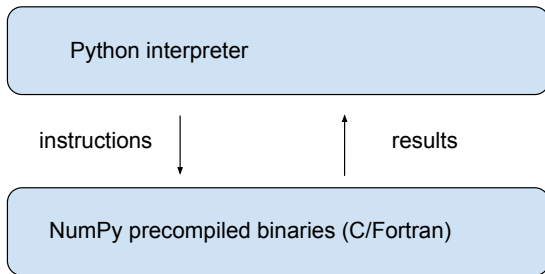 Python interpreter
instructions
results
NumPy precompiled binaries (C/Fortran)